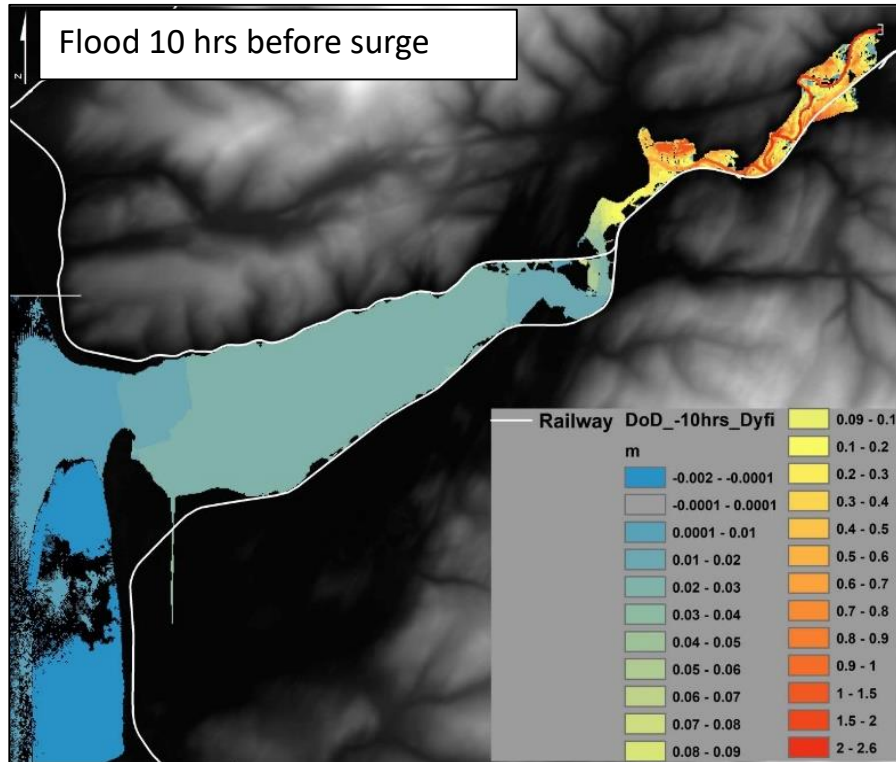 Flood 10 hrs before surge
N
Railway
DoD_-10hrs_Dyfi
m
-0.002 - -0.0001
-0.0001 - 0.0001
0.0001 - 0.01
0.01 - 0.02
0.02 - 0.03
0.03 - 0.04
0.04 - 0.05
0.05 - 0.06
0.06 - 0.07
0.07 - 0.08
0.08 - 0.09
0.09 - 0.1
0.1 - 0.2
0.2 - 0.3
0.3 - 0.4
0.4 - 0.5
0.5 - 0.6
0.6 - 0.7
0.7 - 0.8
0.8 - 0.9
0.9 - 1
1 - 1.5
1.5 - 2
2 - 2.6